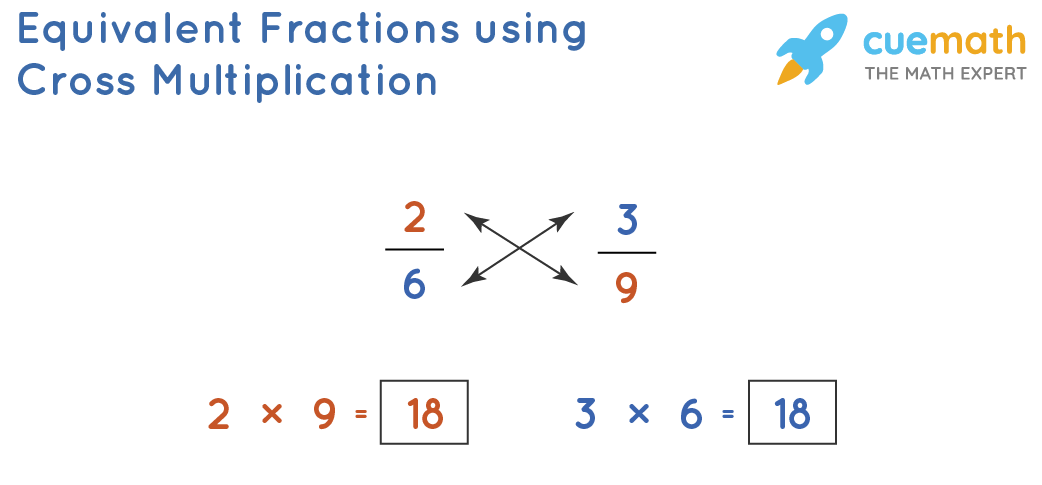 Equivalent Fractions using
Cross Multiplication
cuemath
THE MATH EXPERT
2 3
6 9
2 × 9 = 18 3 × 6 = 18